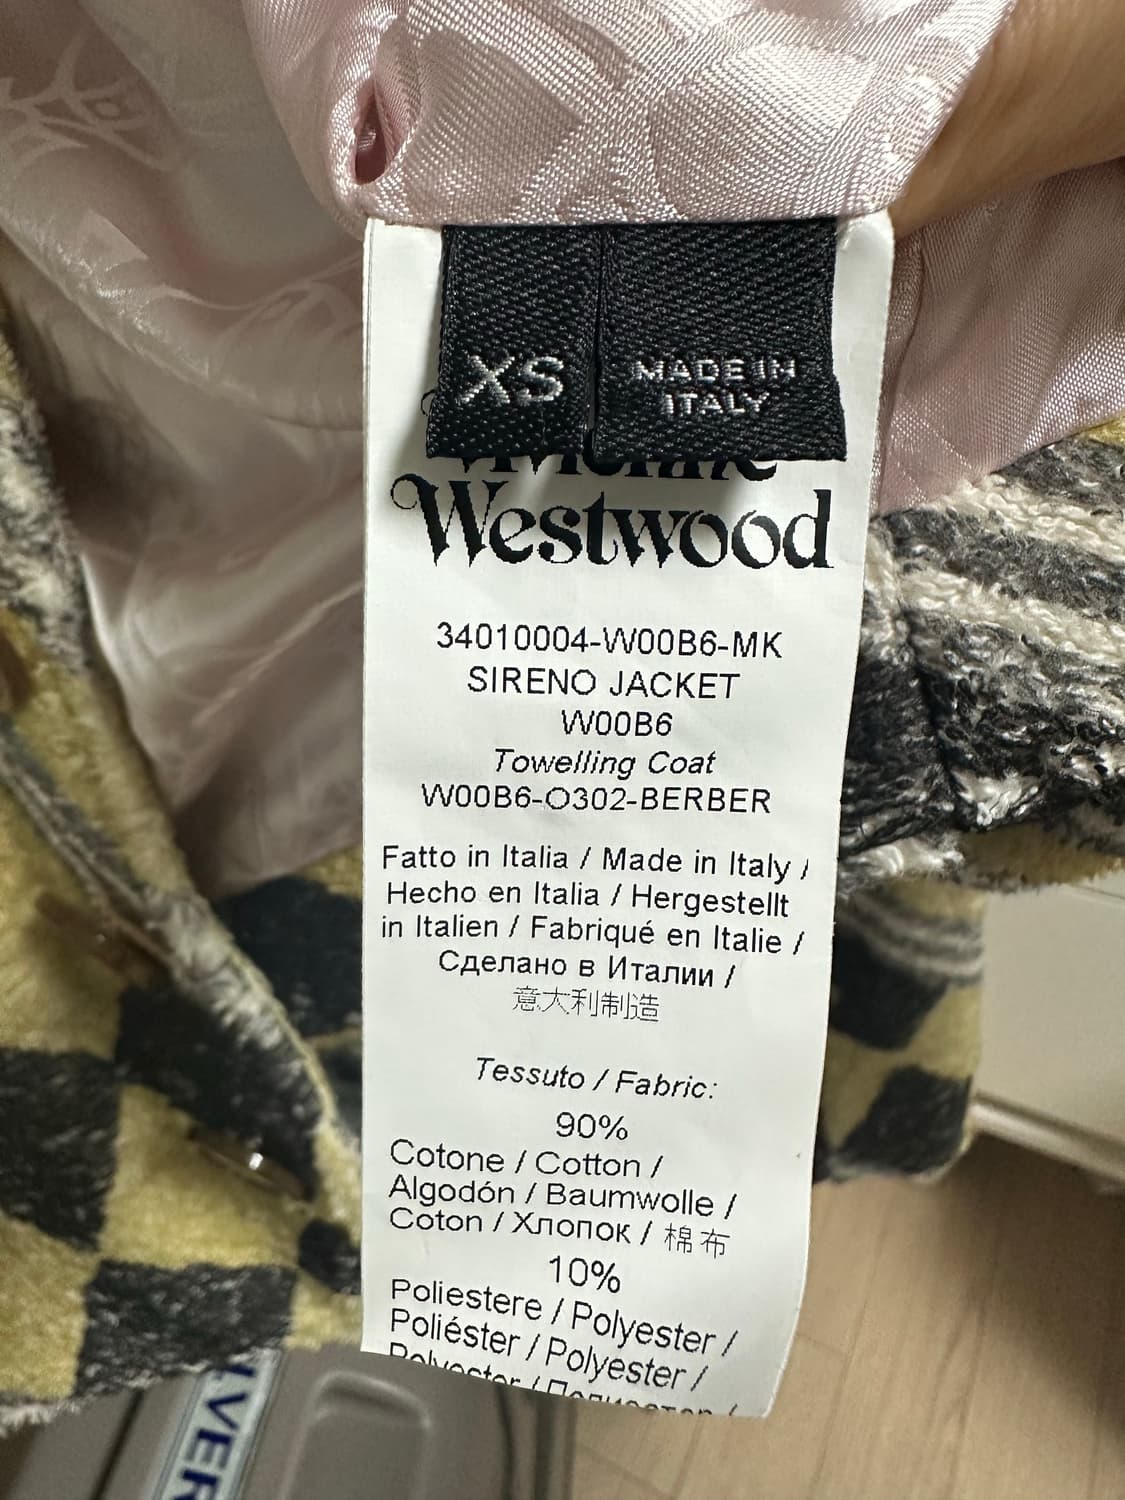 XS
MADE IN
ITALY
Vivienne
Westwood
34010004-W00B6-MK
SIRENO JACKET
W00B6
Towelling Coat
W00B6-O302-BERBER
Fatto in Italia / Made in Italy /
Hecho en Italia / Hergestellt
in Italien / Fabriqué en Italie /
Сделано в Италии /
意大利制造
Tessuto / Fabric:
90%
Cotone / Cotton /
Algodón / Baumwolle /
Coton / Хлопок / 棉布
10%
Poliestere / Polyester /
Poliéster / Polyester /
Polyester /